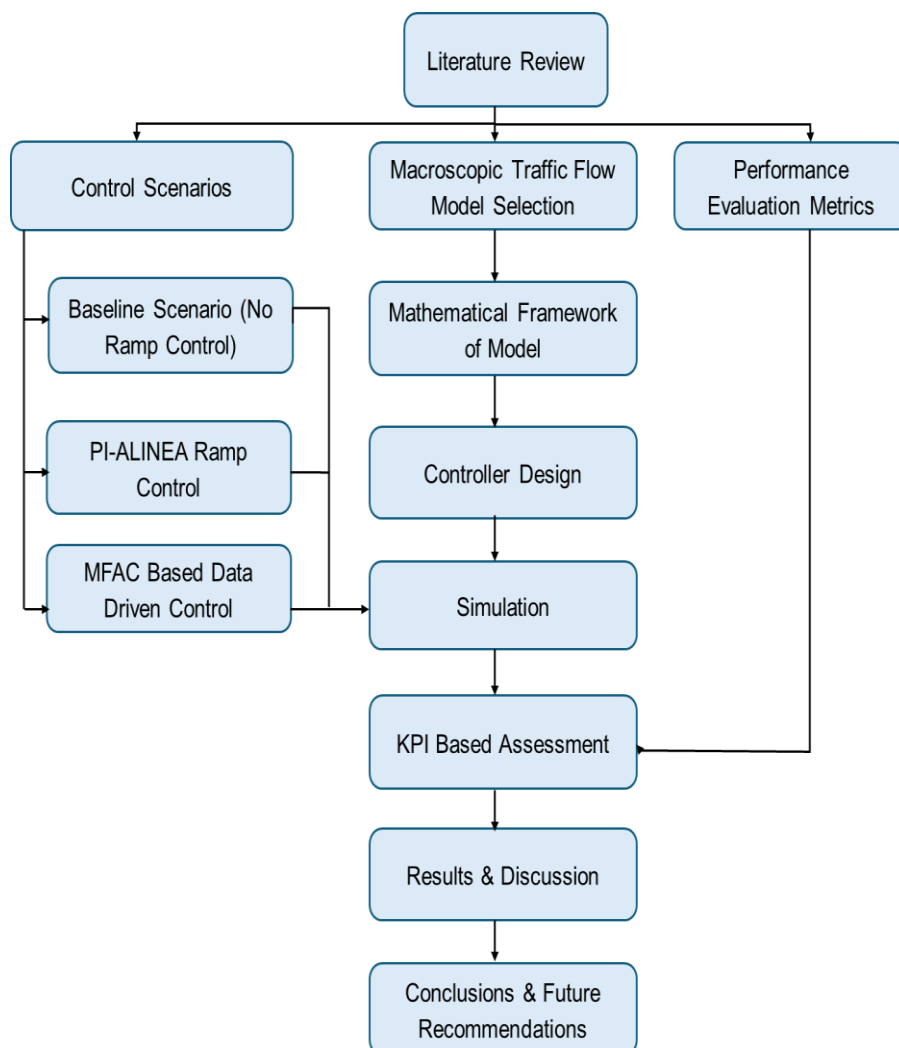 Literature Review
Control Scenarios
Macroscopic Traffic Flow
Model Selection
Performance
Evaluation Metrics
Baseline Scenario (No
Ramp Control)
Mathematical Framework
of Model
PI-ALINEA Ramp
Control
Controller Design
MFAC Based Data
Driven Control
Simulation
KPI Based Assessment
Results & Discussion
Conclusions & Future
Recommendations